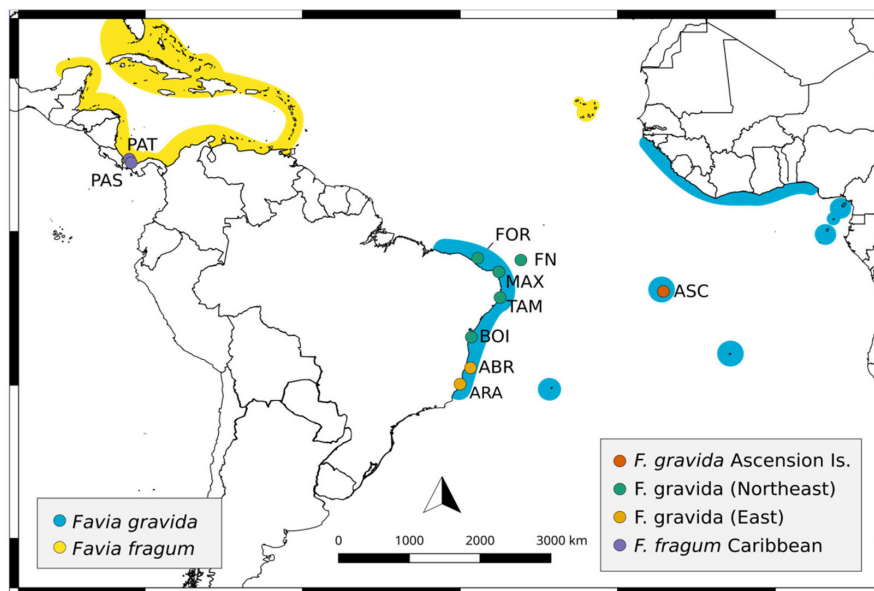 PAT
PAS
FOR
FN
MAX
TAM
ASC
BOI
ABR
ARA
F. gravida Ascension Is.
F. gravida (Northeast)
F. gravida (East)
F. fragum Caribbean
Favia gravida
Favia fragum
0 1000 2000 3000 km